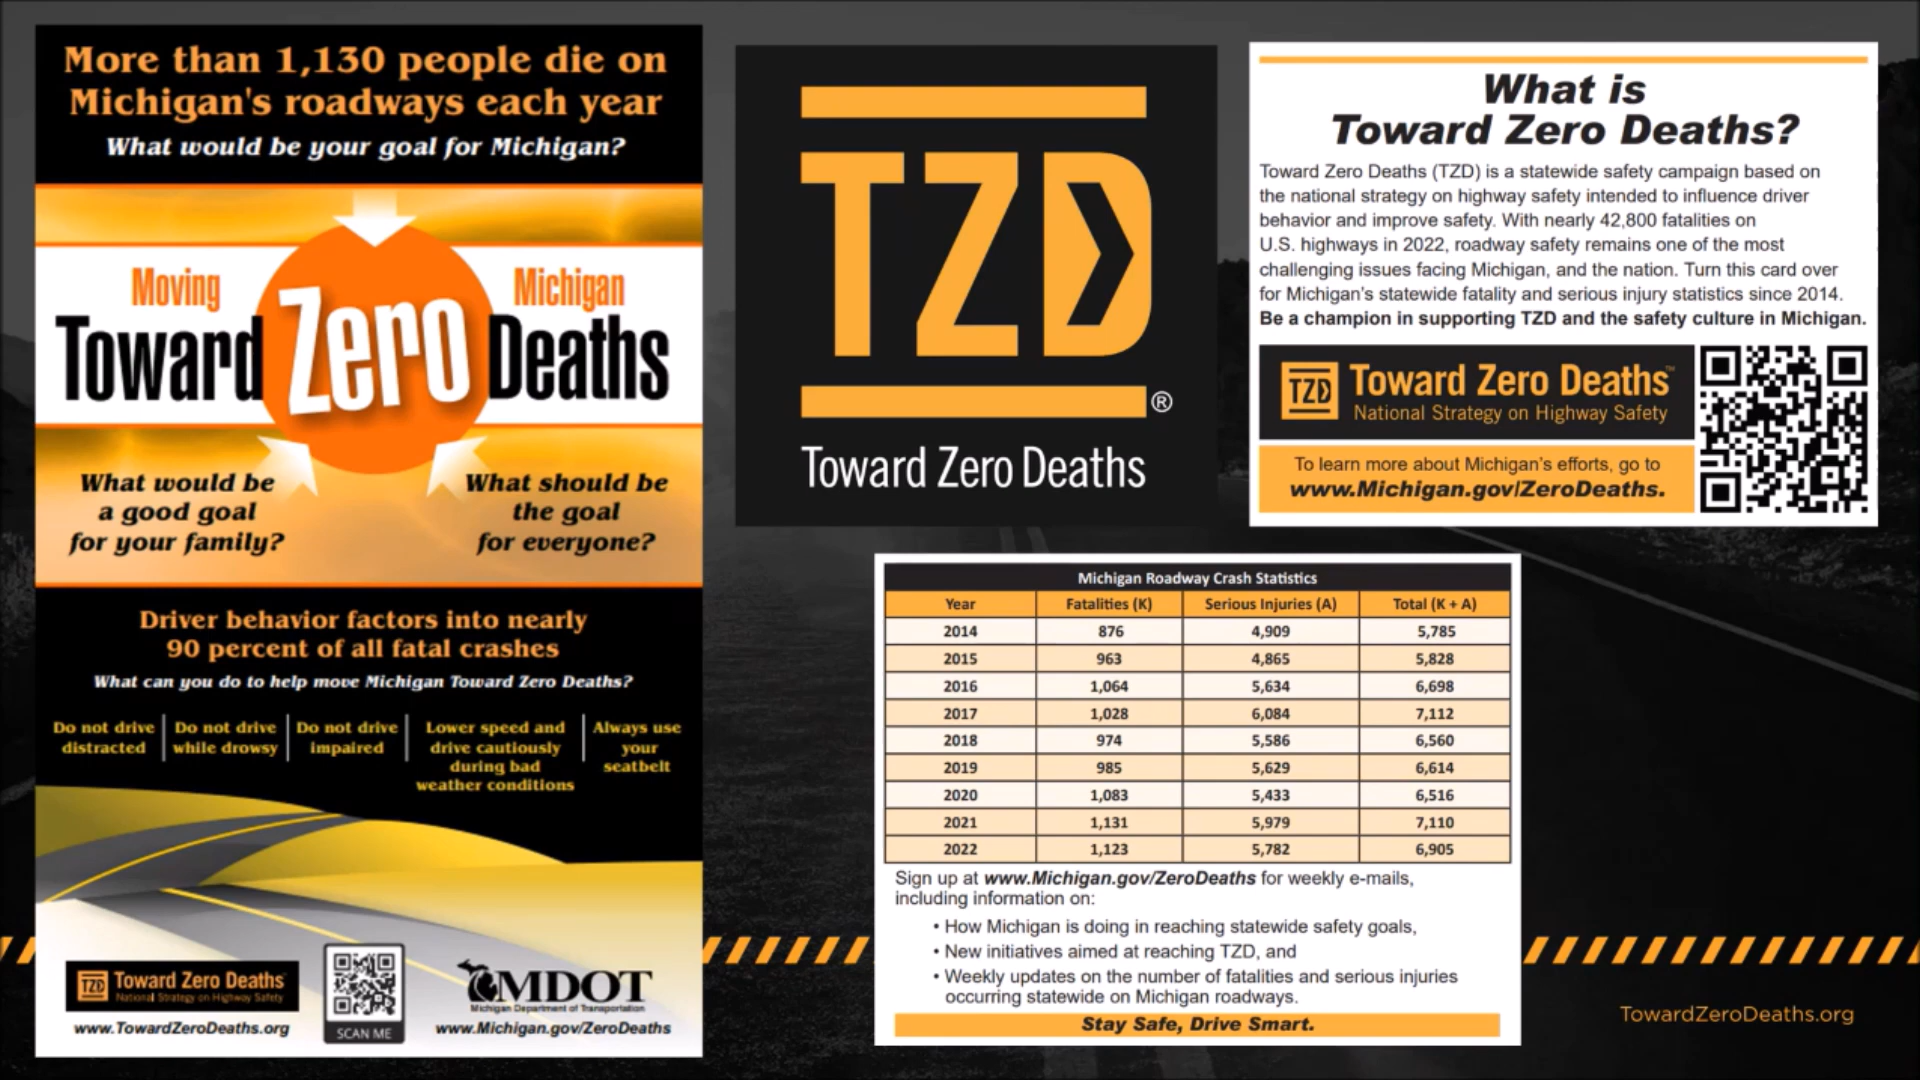 More than 1,130 people die on
Michigan's roadways each year
What would be your goal for Michigan?
Moving
Michigan
Toward Zero Deaths
What would be
a good goal
for your family?
What should be
the goal
for everyone?
Driver behavior factors into nearly
90 percent of all fatal crashes
What can you do to help move Michigan Toward Zero Deaths?
Do not drive
distracted
Do not drive
while drowsy
Do not drive
impaired
Lower speed and
drive cautiously
during bad
weather conditions
Always use
your
seatbelt
TZD Toward Zero Deaths
National Strategy on Highway Safety
www.TowardZeroDeaths.org
SCAN ME
MDOT
Michigan Department of Transportation
www.Michigan.gov/ZeroDeaths
TZD
®
Toward Zero Deaths
What is
Toward Zero Deaths?
Toward Zero Deaths (TZD) is a statewide safety campaign based on
the national strategy on highway safety intended to influence driver
behavior and improve safety. With nearly 42,800 fatalities on
U.S. highways in 2022, roadway safety remains one of the most
challenging issues facing Michigan, and the nation. Turn this card over
for Michigan's statewide fatality and serious injury statistics since 2014.
Be a champion in supporting TZD and the safety culture in Michigan.
TZD Toward Zero Deaths™
National Strategy on Highway Safety
To learn more about Michigan's efforts, go to
www.Michigan.gov/ZeroDeaths.
Michigan Roadway Crash Statistics
Year Fatalities (K) Serious Injuries (A) Total (K + A)
2014 876 4,909 5,785
2015 963 4,865 5,828
2016 1,064 5,634 6,698
2017 1,028 6,084 7,112
2018 974 5,586 6,560
2019 985 5,629 6,614
2020 1,083 5,433 6,516
2021 1,131 5,979 7,110
2022 1,123 5,782 6,905
Sign up at www.Michigan.gov/ZeroDeaths for weekly e-mails,
including information on:
• How Michigan is doing in reaching statewide safety goals,
• New initiatives aimed at reaching TZD, and
• Weekly updates on the number of fatalities and serious injuries
occurring statewide on Michigan roadways.
Stay Safe, Drive Smart.
TowardZeroDeaths.org